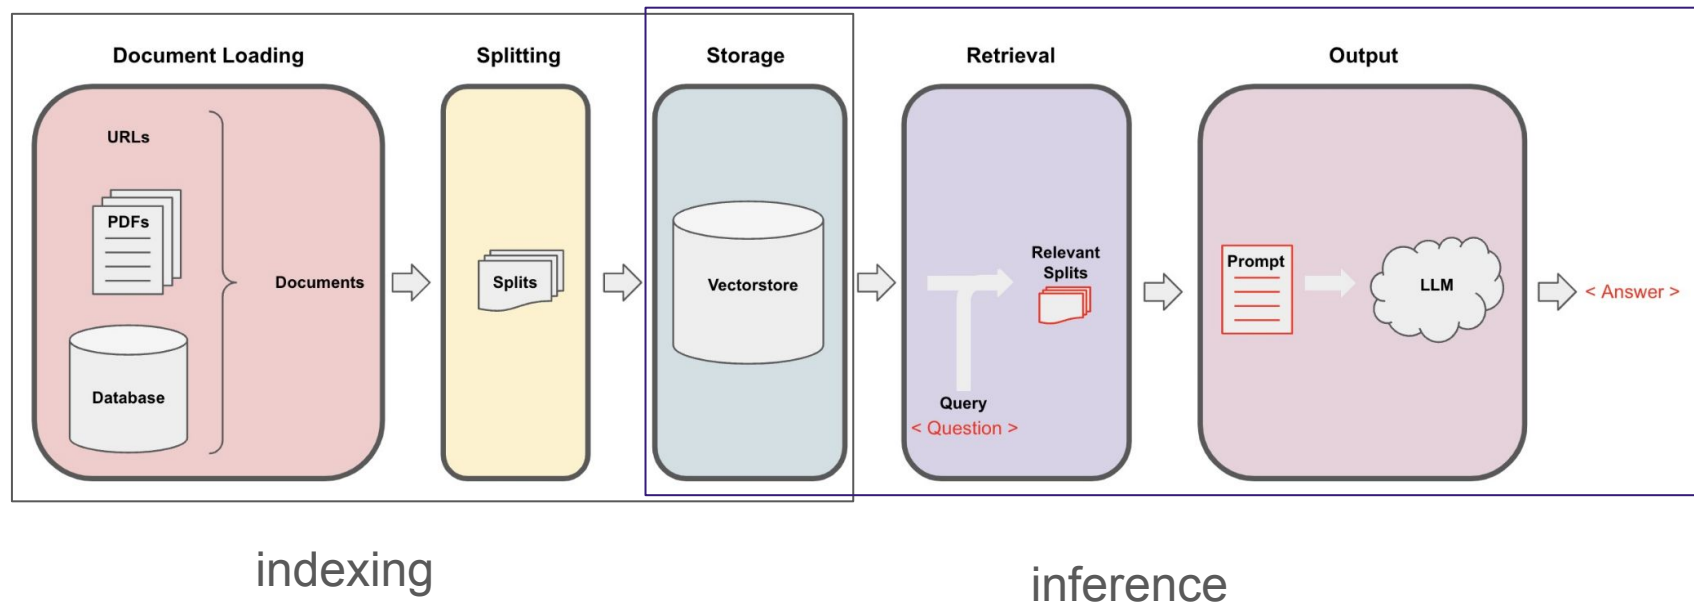 Document Loading
Splitting
Storage
Retrieval
Output
URLs
PDFs
Documents
Database
Splits
Vectorstore
Relevant
Splits
Query
< Question >
Prompt
LLM
< Answer >
indexing
inference